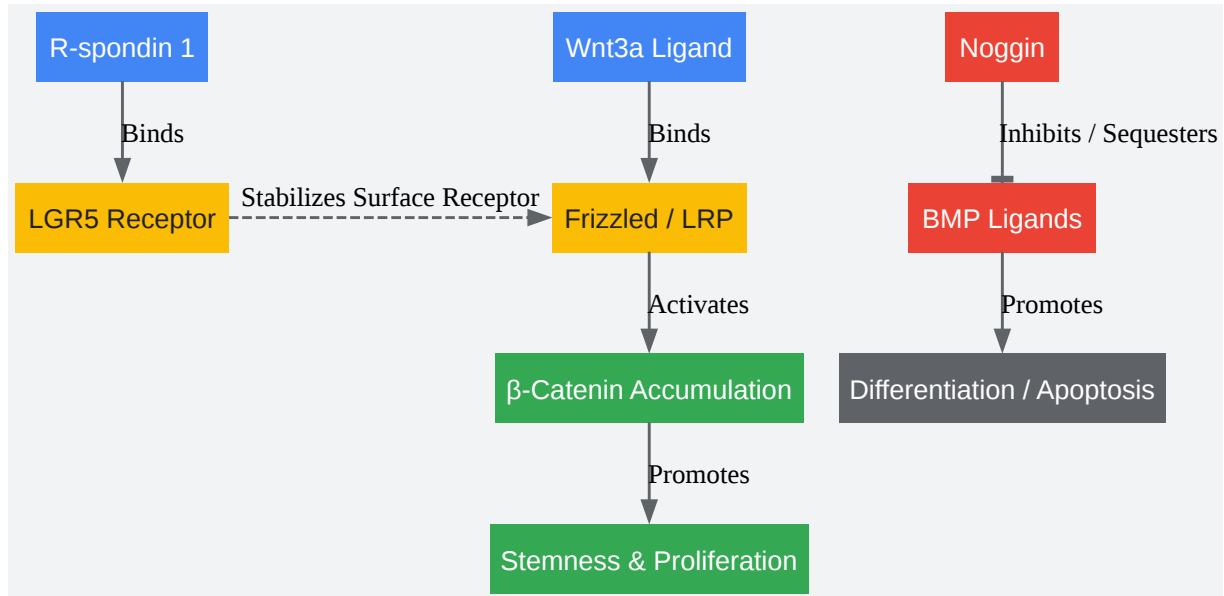 R-spondin 1
Wnt3a Ligand
Noggin
Binds
Binds
Inhibits / Sequesters
LGR5 Receptor
Stabilizes Surface Receptor
Frizzled / LRP
BMP Ligands
Activates
Promotes
β-Catenin Accumulation
Differentiation / Apoptosis
Promotes
Stemness & Proliferation